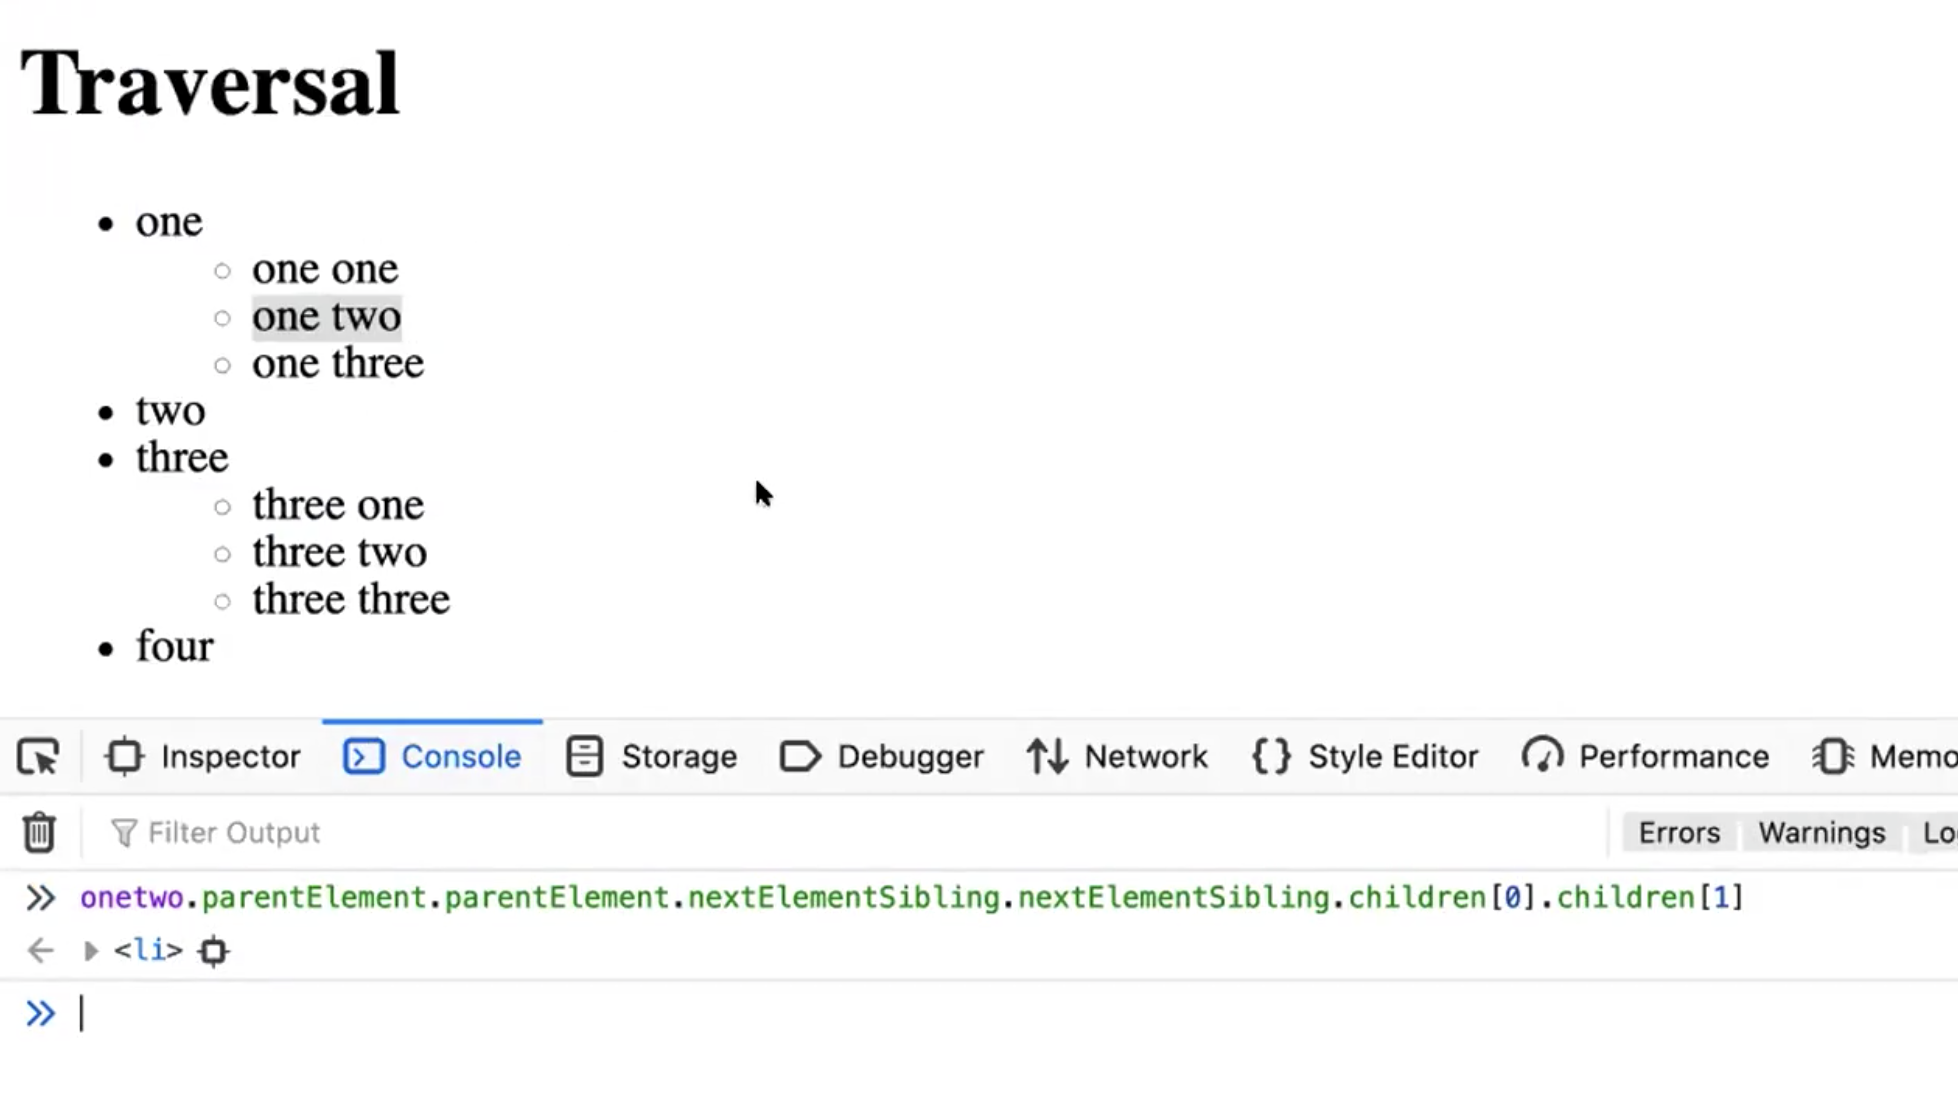 Traversal
one
one one
one two
one three
two
three
three one
three two
three three
four
Inspector Console Storage Debugger Network Style Editor Performance Memo
Filter Output Errors Warnings Lo
onetwo.parentElement.parentElement.nextElementSibling.nextElementSibling.children[0].children[1]
<li>